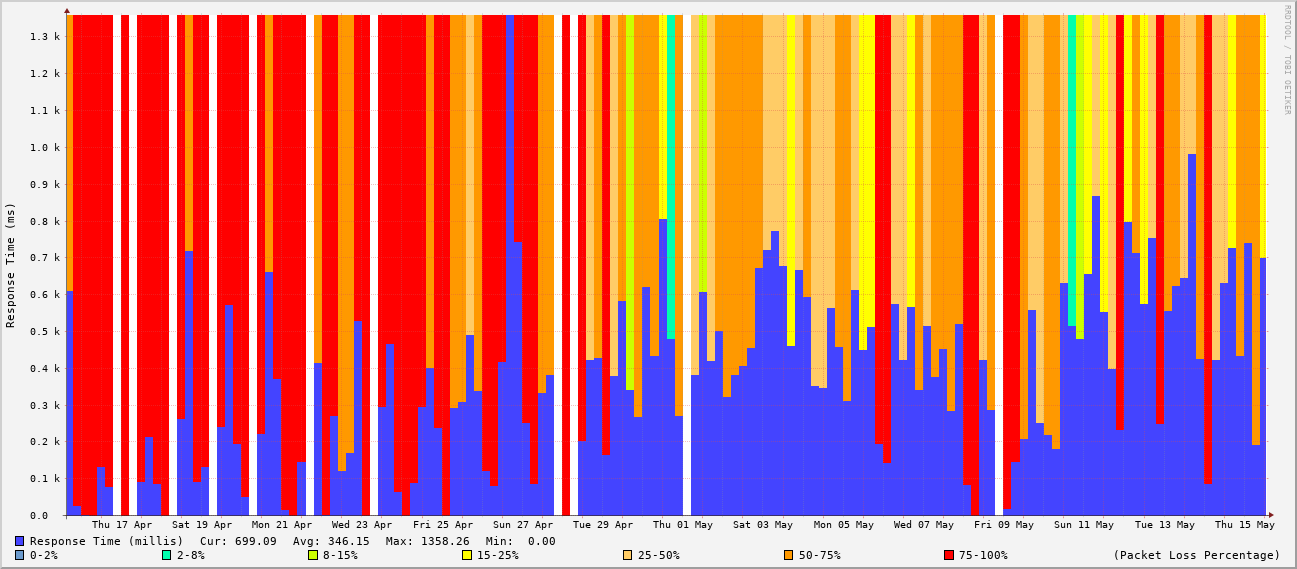 RRDTOOL / TOBI OETIKER
Response Time (ms)
1.3 k
1.2 k
1.1 k
1.0 k
0.9 k
0.8 k
0.7 k
0.6 k
0.5 k
0.4 k
0.3 k
0.2 k
0.1 k
0.0
Thu 17 Apr Sat 19 Apr Mon 21 Apr Wed 23 Apr Fri 25 Apr Sun 27 Apr Tue 29 Apr Thu 01 May Sat 03 May Mon 05 May Wed 07 May Fri 09 May Sun 11 May Tue 13 May Thu 15 May
Response Time (millis) Cur: 699.09 Avg: 346.15 Max: 1358.26 Min: 0.00
0-2% 2-8% 8-15% 15-25% 25-50% 50-75% 75-100% (Packet Loss Percentage)